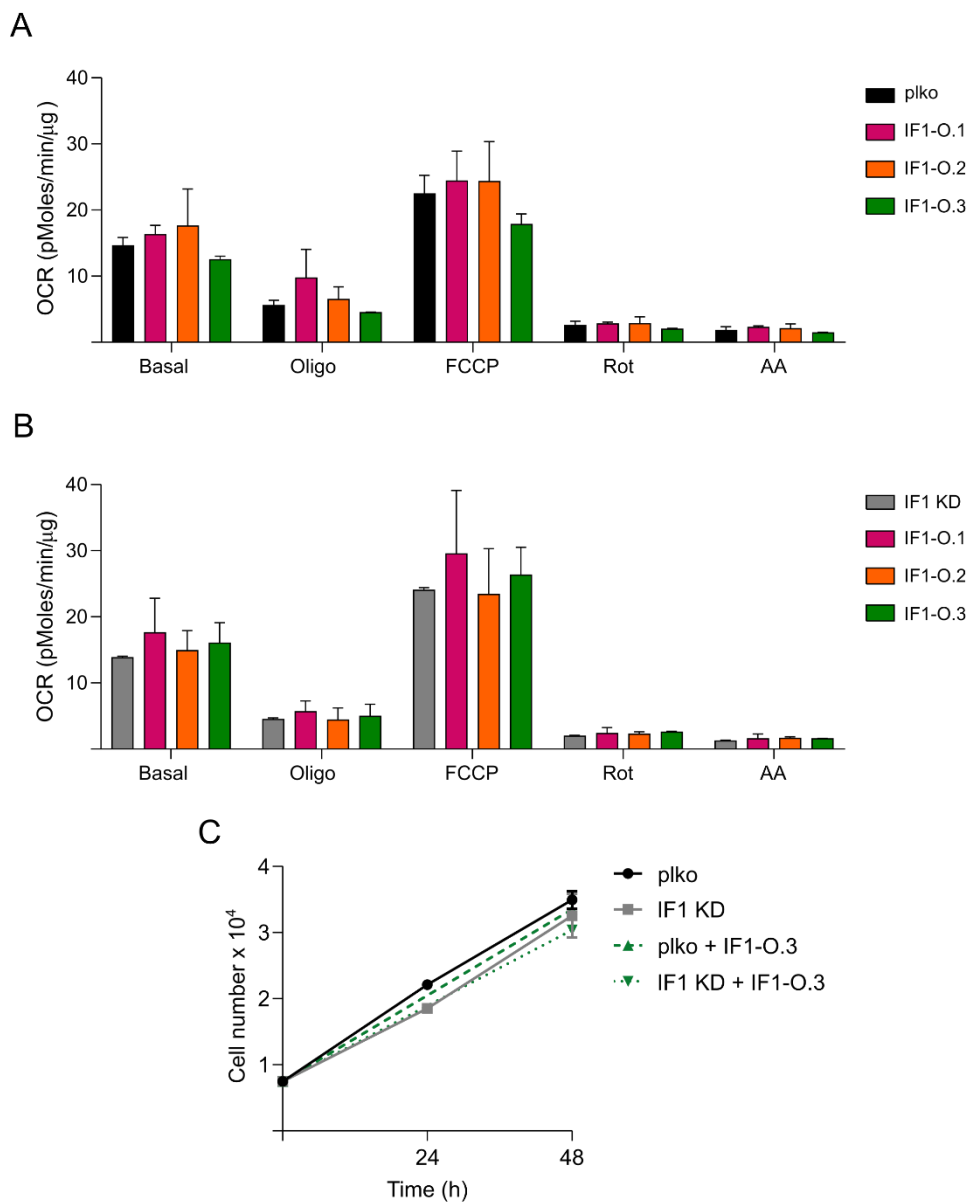 A
OCR (pMoles/min/µg)
40
30
20
10
Basal
Oligo
FCCP
Rot
AA
plko
IF1-O.1
IF1-O.2
IF1-O.3
B
OCR (pMoles/min/µg)
40
30
20
10
Basal
Oligo
FCCP
Rot
AA
IF1 KD
IF1-O.1
IF1-O.2
IF1-O.3
C
Cell number x 10⁴
4
3
2
1
24
48
Time (h)
plko
IF1 KD
plko + IF1-O.3
IF1 KD + IF1-O.3